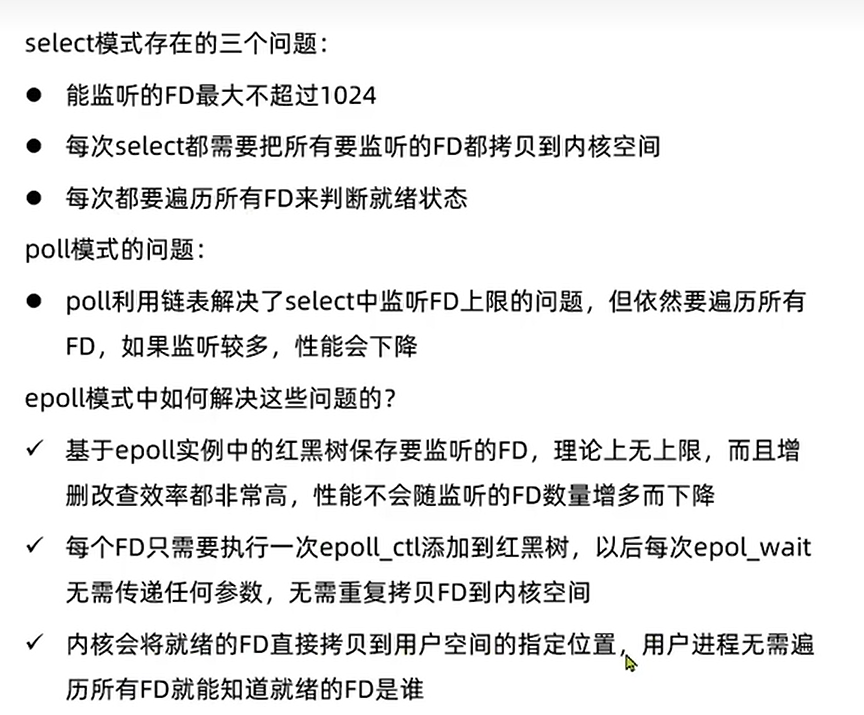 select模式存在的三个问题：
● 能监听的FD最大不超过1024
● 每次select都需要把所有要监听的FD都拷贝到内核空间
● 每次都要遍历所有FD来判断就绪状态
poll模式的问题：
● poll利用链表解决了select中监听FD上限的问题，但依然要遍历所有
FD，如果监听较多，性能会下降
epoll模式中如何解决这些问题的？
✓ 基于epoll实例中的红黑树保存要监听的FD，理论上无上限，而且增
删改查效率都非常高，性能不会随监听的FD数量增多而下降
✓ 每个FD只需要执行一次epoll_ctl添加到红黑树，以后每次epol_wait
无需传递任何参数，无需重复拷贝FD到内核空间
✓ 内核会将就绪的FD直接拷贝到用户空间的指定位置，用户进程无需遍
历所有FD就能知道就绪的FD是谁